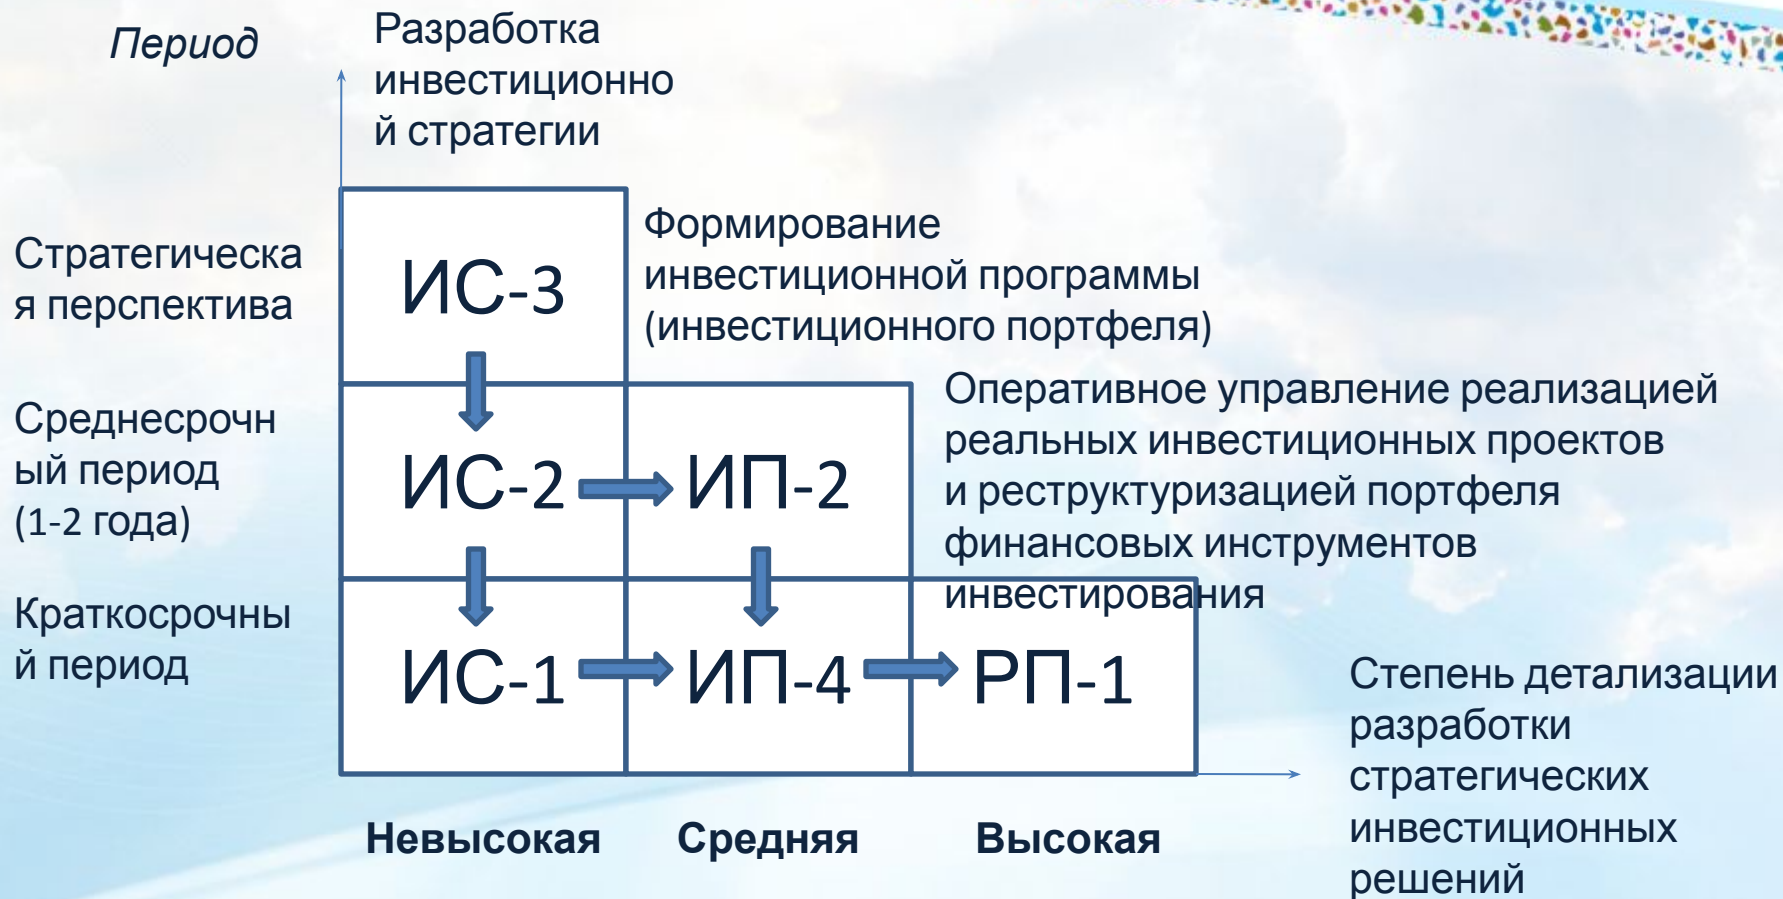 Период
Разработка
инвестиционно
й стратегии
Стратегическа
я перспектива
ИС-3
Формирование
инвестиционной программы
(инвестиционного портфеля)
Среднесрочн
ый период
(1-2 года)
ИС-2
ИП-2
Оперативное управление реализацией
реальных инвестиционных проектов
и реструктуризацией портфеля
финансовых инструментов
инвестирования
Краткосрочны
й период
ИС-1
ИП-4
РП-1
Степень детализации
разработки
стратегических
инвестиционных
решений
Невысокая
Средняя
Высокая